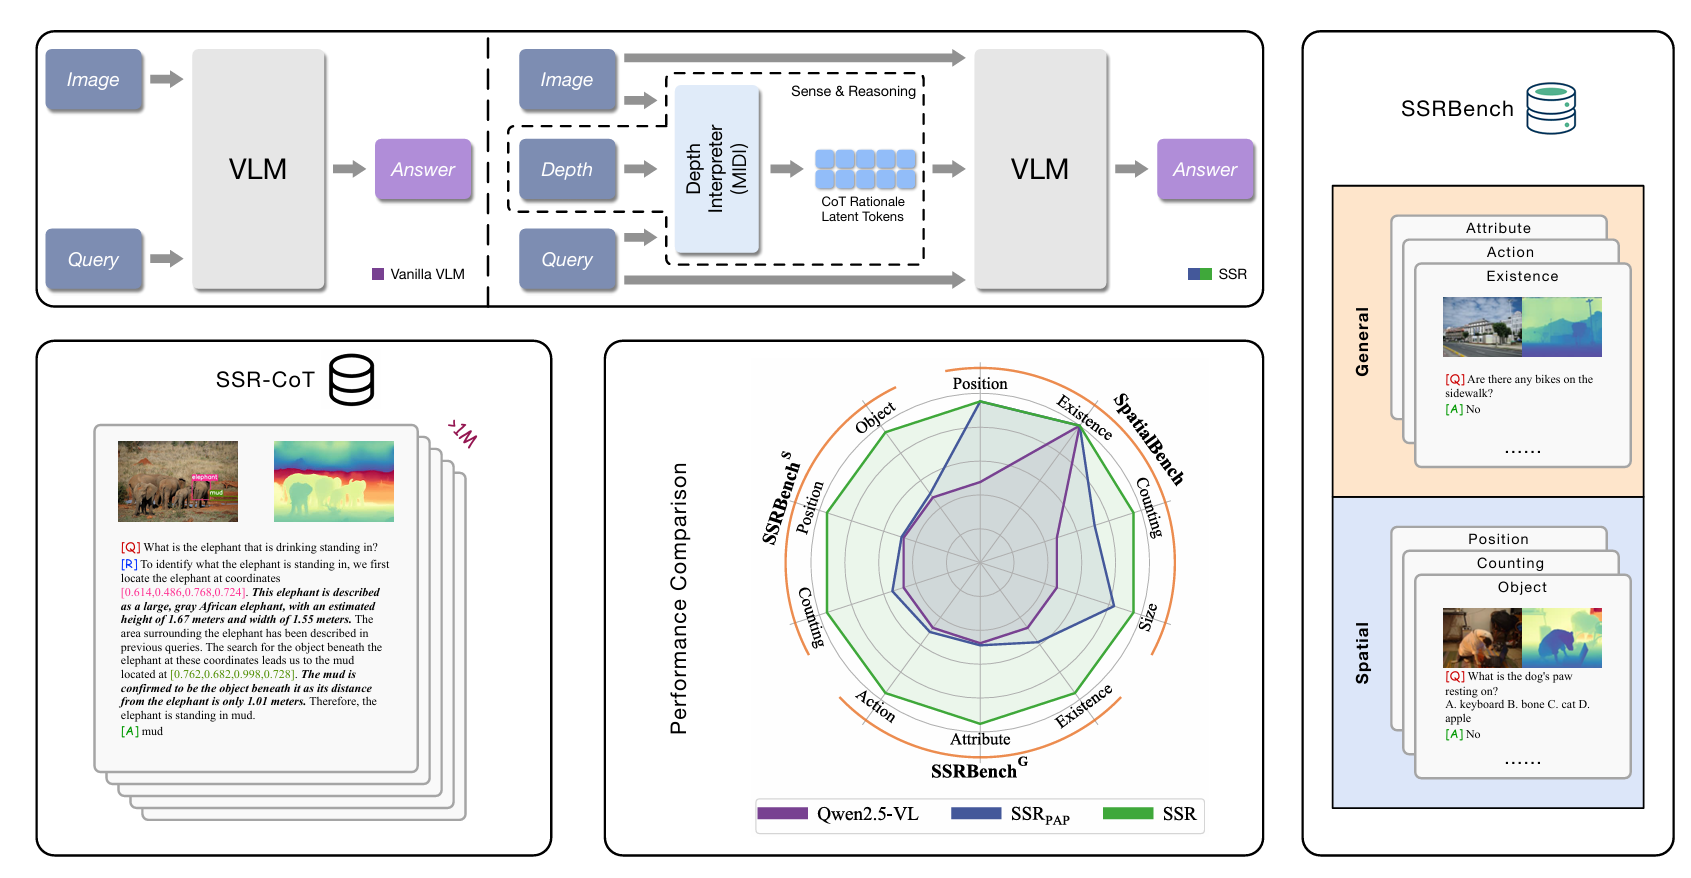 Image
VLM
Answer
Query
Vanilla VLM
Image
Depth
Query
Sense & Reasoning
Depth
Interpreter
(MIDI)
CoT Rationale
Latent Tokens
VLM
Answer
SSR
SSR-CoT
>1M
elephant
mud
[Q] What is the elephant that is drinking standing in?
[R] To identify what the elephant is standing in, we first
locate the elephant at coordinates
[0.614,0.486,0.768,0.724]. This elephant is described
as a large, gray African elephant, with an estimated
height of 1.67 meters and width of 1.55 meters. The
area surrounding the elephant has been described in
previous queries. The search for the object beneath the
elephant at these coordinates leads us to the mud
located at [0.762,0.682,0.998,0.728]. The mud is
confirmed to be the object beneath it as its distance
from the elephant is only 1.01 meters. Therefore, the
elephant is standing in mud.
[A] mud
Performance Comparison
Position
Existence
SpatialBench
Counting
Size
Existence
Attribute
SSRBench G
Action
Counting
Position
SSRBench S
Object
Qwen2.5-VL
SSR PAP
SSR
SSRBench
General
Attribute
Action
Existence
[Q] Are there any bikes on the
sidewalk?
[A] No
......
Spatial
Position
Counting
Object
[Q] What is the dog's paw
resting on?
A. keyboard B. bone C. cat D.
apple
[A] No
......